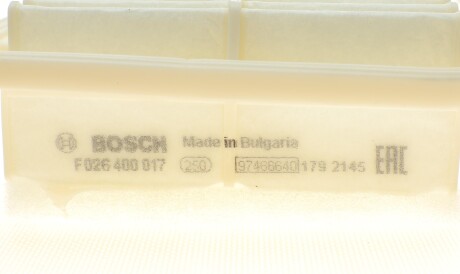 BOSCH Made in Bulgaria
F 026 400 017 250 97466640 179 2145 EAC